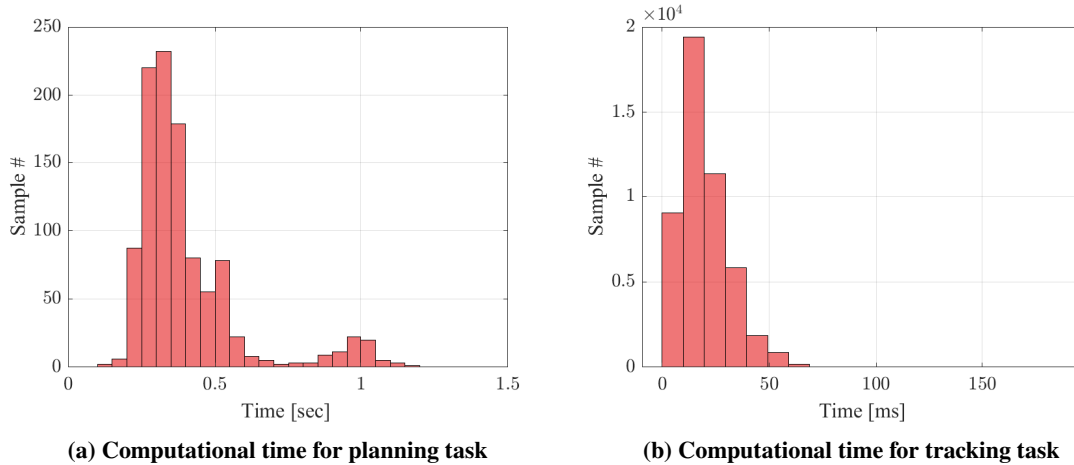 250
200
150
100
50
0
Sample #
0 0.5 1 1.5
Time [sec]
(a) Computational time for planning task
×10⁴
2
1.5
1
0.5
0
Sample #
0 50 100 150
Time [ms]
(b) Computational time for tracking task